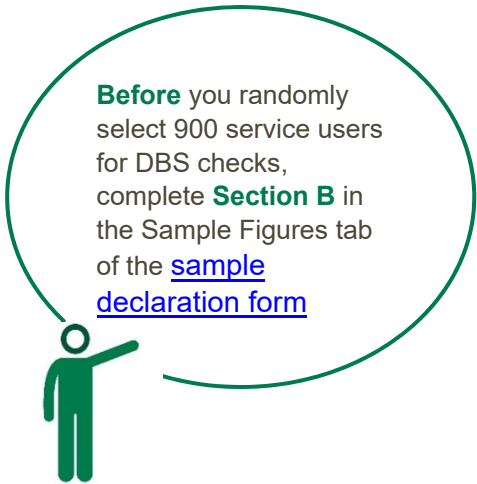 Before you randomly
select 900 service users
for DBS checks,
complete Section B in
the Sample Figures tab
of the sample
declaration form